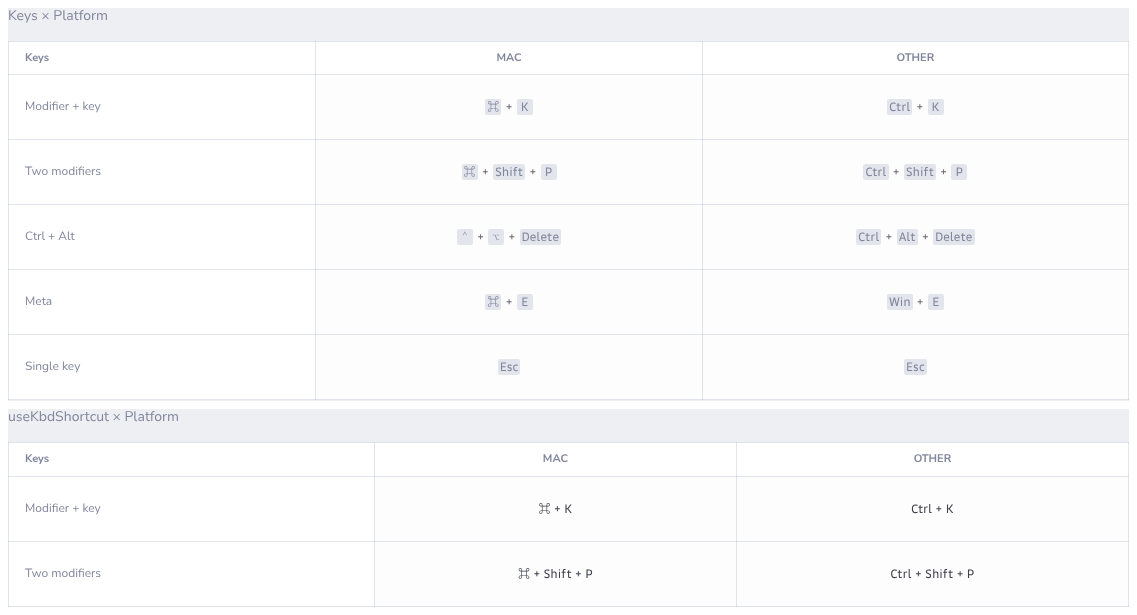 Keys × Platform
Keys MAC OTHER
Modifier + key ⌘ + K Ctrl + K
Two modifiers ⌘ + Shift + P Ctrl + Shift + P
Ctrl + Alt ⌃ + ⌥ + Delete Ctrl + Alt + Delete
Meta ⌘ + E Win + E
Single key Esc Esc
useKbdShortcut × Platform
Keys MAC OTHER
Modifier + key ⌘ + K Ctrl + K
Two modifiers ⌘ + Shift + P Ctrl + Shift + P